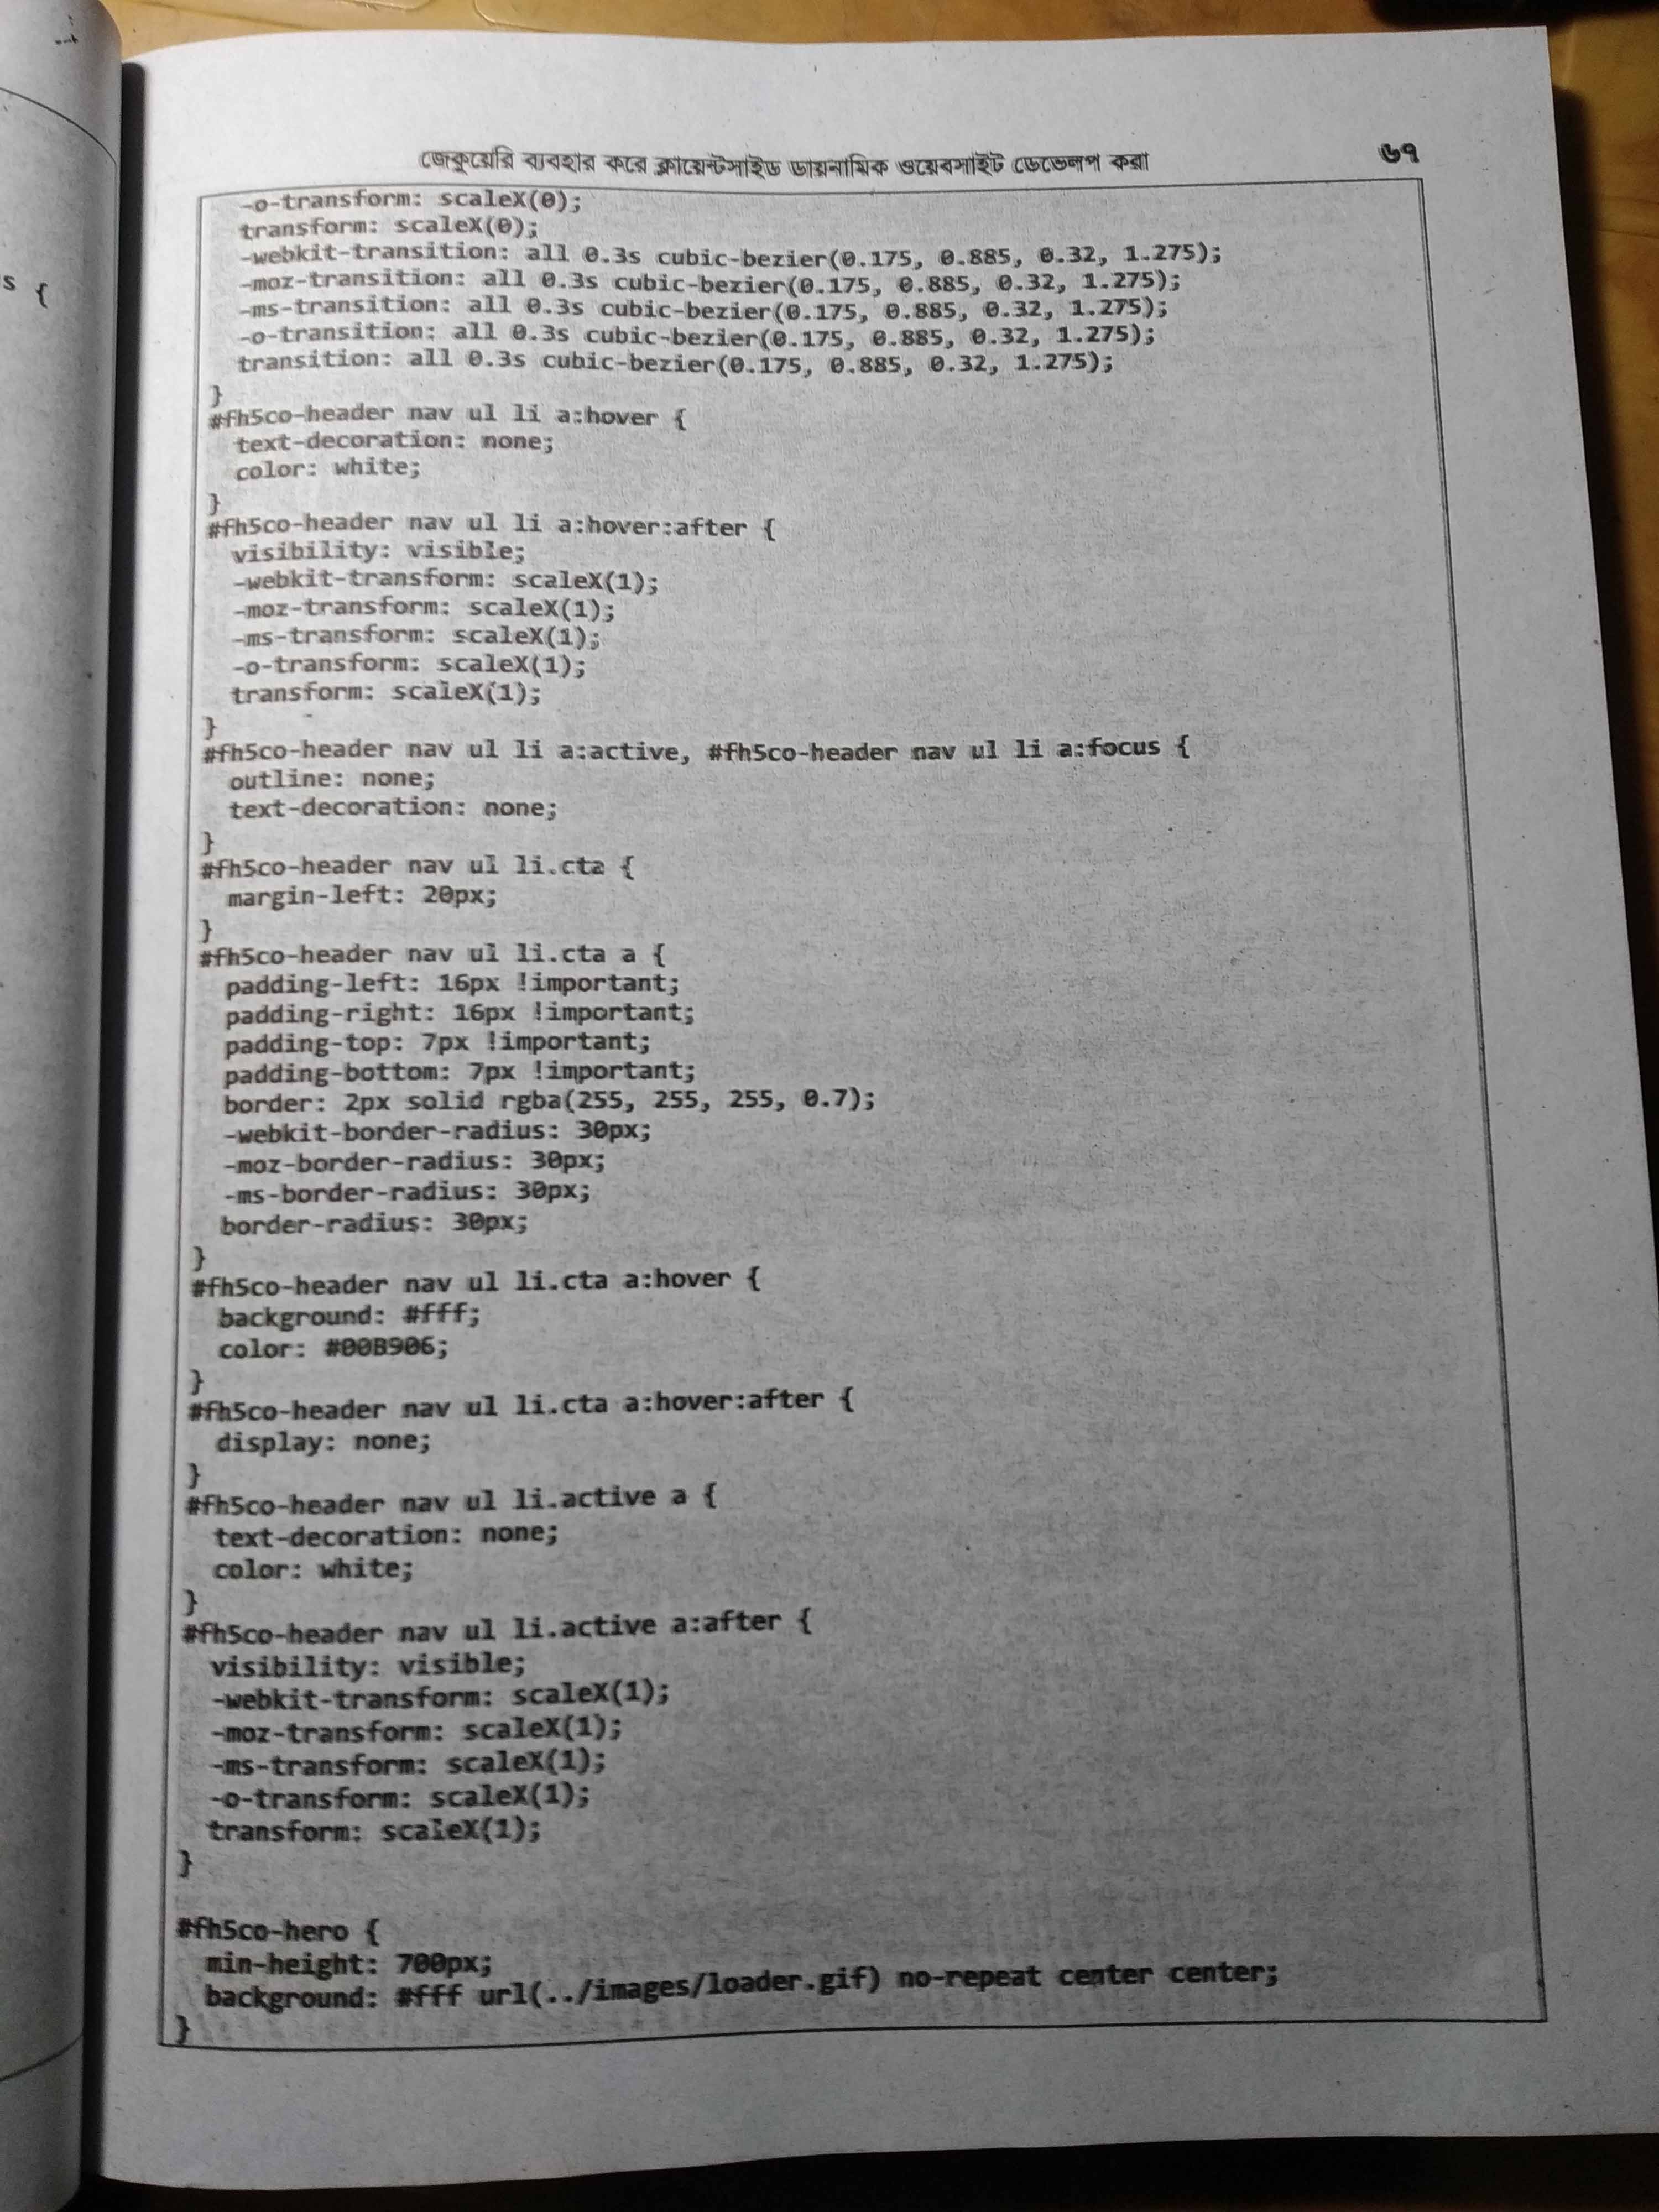 জেকুয়েরি ব্যবহার করে ক্লায়েন্টসাইড ডায়নামিক ওয়েবসাইট ডেভেলপ করা ৬৭
-o-transform: scaleX(0);
transform: scaleX(0);
-webkit-transition: all 0.3s cubic-bezier(0.175, 0.885, 0.32, 1.275);
-moz-transition: all 0.3s cubic-bezier(0.175, 0.885, 0.32, 1.275);
-ms-transition: all 0.3s cubic-bezier(0.175, 0.885, 0.32, 1.275);
-o-transition: all 0.3s cubic-bezier(0.175, 0.885, 0.32, 1.275);
transition: all 0.3s cubic-bezier(0.175, 0.885, 0.32, 1.275);
}
#fh5co-header nav ul li a:hover {
text-decoration: none;
color: white;
}
#fh5co-header nav ul li a:hover:after {
visibility: visible;
-webkit-transform: scaleX(1);
-moz-transform: scaleX(1);
-ms-transform: scaleX(1);
-o-transform: scaleX(1);
transform: scaleX(1);
}
#fh5co-header nav ul li a:active, #fh5co-header nav ul li a:focus {
outline: none;
text-decoration: none;
}
#fh5co-header nav ul li.cta {
margin-left: 20px;
}
#fh5co-header nav ul li.cta a {
padding-left: 16px !important;
padding-right: 16px !important;
padding-top: 7px !important;
padding-bottom: 7px !important;
border: 2px solid rgba(255, 255, 255, 0.7);
-webkit-border-radius: 30px;
-moz-border-radius: 30px;
-ms-border-radius: 30px;
border-radius: 30px;
}
#fh5co-header nav ul li.cta a:hover {
background: #fff;
color: #00B906;
}
#fh5co-header nav ul li.cta a:hover:after {
display: none;
}
#fh5co-header nav ul li.active a {
text-decoration: none;
color: white;
}
#fh5co-header nav ul li.active a:after {
visibility: visible;
-webkit-transform: scaleX(1);
-moz-transform: scaleX(1);
-ms-transform: scaleX(1);
-o-transform: scaleX(1);
transform: scaleX(1);
}
#fh5co-hero {
min-height: 700px;
background: #fff url(../images/loader.gif) no-repeat center center;
}